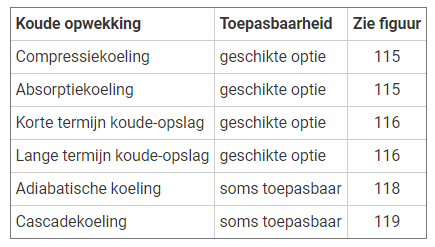 Koude opwekking Toepasbaarheid Zie figuur
Compressiekoeling geschikte optie 115
Absorptiekoeling geschikte optie 115
Korte termijn koude-opslag geschikte optie 116
Lange termijn koude-opslag geschikte optie 116
Adiabatische koeling soms toepasbaar 118
Cascadekoeling soms toepasbaar 119